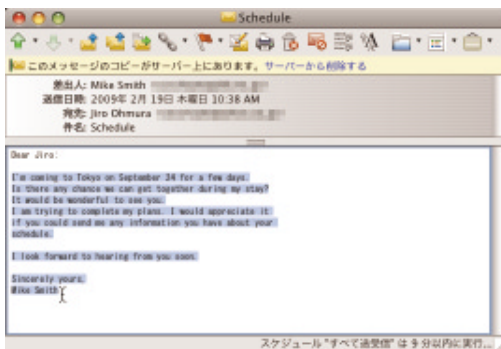 Schedule
このメッセージのコピーがサーバー上にあります。サーバーから削除する
差出人: Mike Smith
送信日時: 2009年 2月 19日 木曜日 10:38 AM
宛先: Jiro Ohmura
件名: Schedule
Dear Jiro:
I'm coming to Tokyo on September 24 for a few days.
Is there any chance we can get together during my stay?
It would be wonderful to see you.
I am trying to complete my plans. I would appreciate it
if you could send me any information you have about your
schedule.
I look forward to hearing from you soon.
Sincerely yours,
Mike Smith
スケジュール "すべて送受信" は 9 分以内に実行...